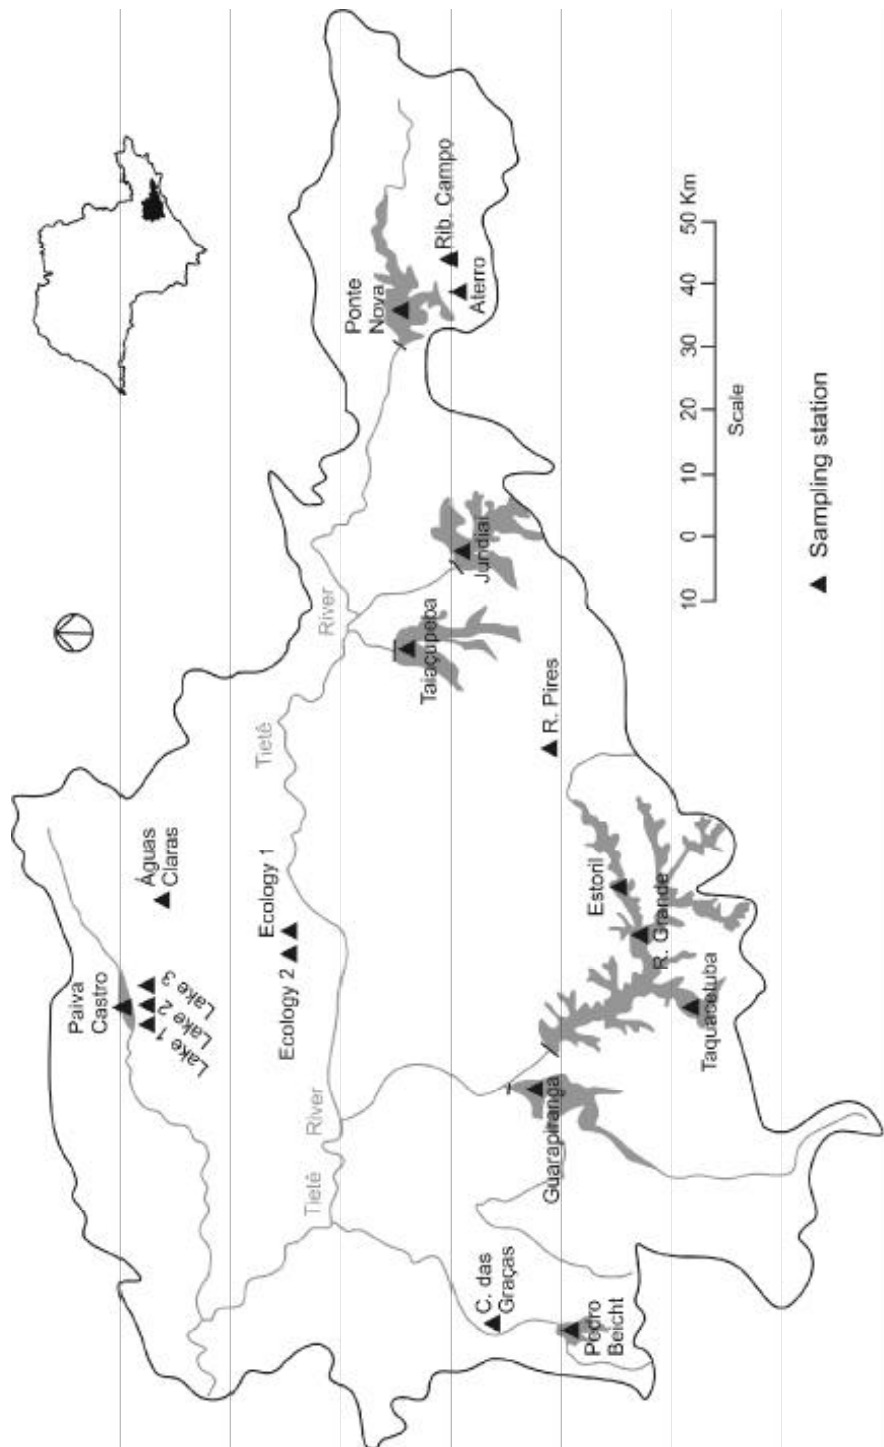 Paiva
Castro
Lake 1
Lake 2
Lake 3
Águas
Claras
Ecology 2
Ecology 1
Tietê
River
Tietê
River
Ponte
Nova
Rib. Campo
Aterro
Jundiaí
Taiaçupeba
R. Pires
Estoril
R. Grande
Taquacetuba
Guarapiranga
C. das
Graças
Pedro
Beicht
10 0 10 20 30 40 50 Km
Scale
▲ Sampling station